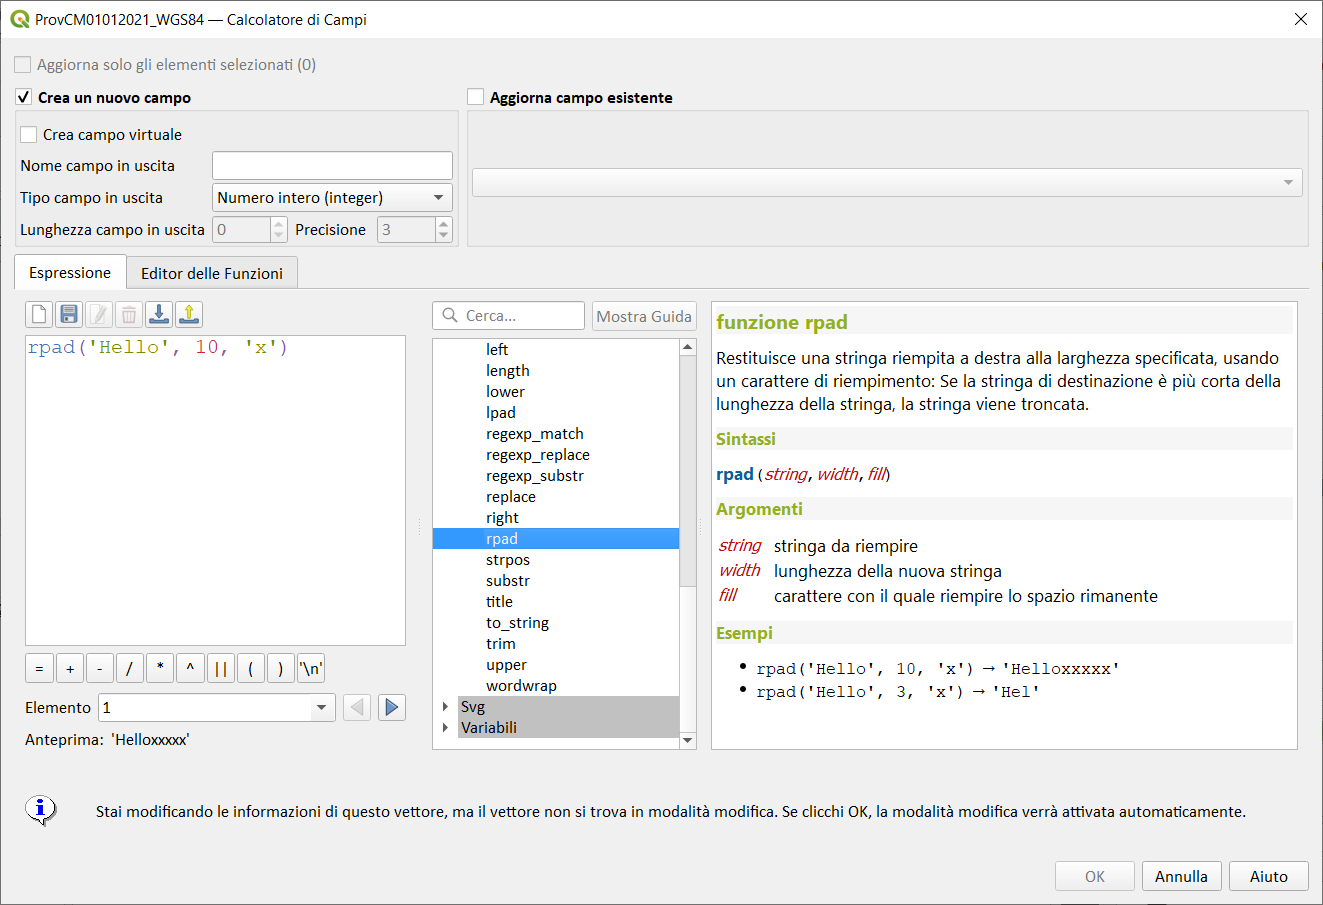 ProvCM01012021_WGS84 — Calcolatore di Campi
Aggiorna solo gli elementi selezionati (0)
Crea un nuovo campo
Aggiorna campo esistente
Crea campo virtuale
Nome campo in uscita
Tipo campo in uscita Numero intero (integer)
Lunghezza campo in uscita 0 Precisione 3
Espressione Editor delle Funzioni
rpad('Hello', 10, 'x')
= + - / * ^ || ( ) '\n'
Elemento 1
Anteprima: 'Helloxxxxx'
Cerca... Mostra Guida
left
length
lower
lpad
regexp_match
regexp_replace
regexp_substr
replace
right
rpad
strpos
substr
title
to_string
trim
upper
wordwrap
Svg
Variabili
funzione rpad
Restituisce una stringa riempita a destra alla larghezza specificata, usando
un carattere di riempimento: Se la stringa di destinazione è più corta della
lunghezza della stringa, la stringa viene troncata.
Sintassi
rpad(string, width, fill)
Argomenti
string stringa da riempire
width lunghezza della nuova stringa
fill carattere con il quale riempire lo spazio rimanente
Esempi
• rpad('Hello', 10, 'x') → 'Helloxxxxx'
• rpad('Hello', 3, 'x') → 'Hel'
Stai modificando le informazioni di questo vettore, ma il vettore non si trova in modalità modifica. Se clicchi OK, la modalità modifica verrà attivata automaticamente.
OK Annulla Aiuto